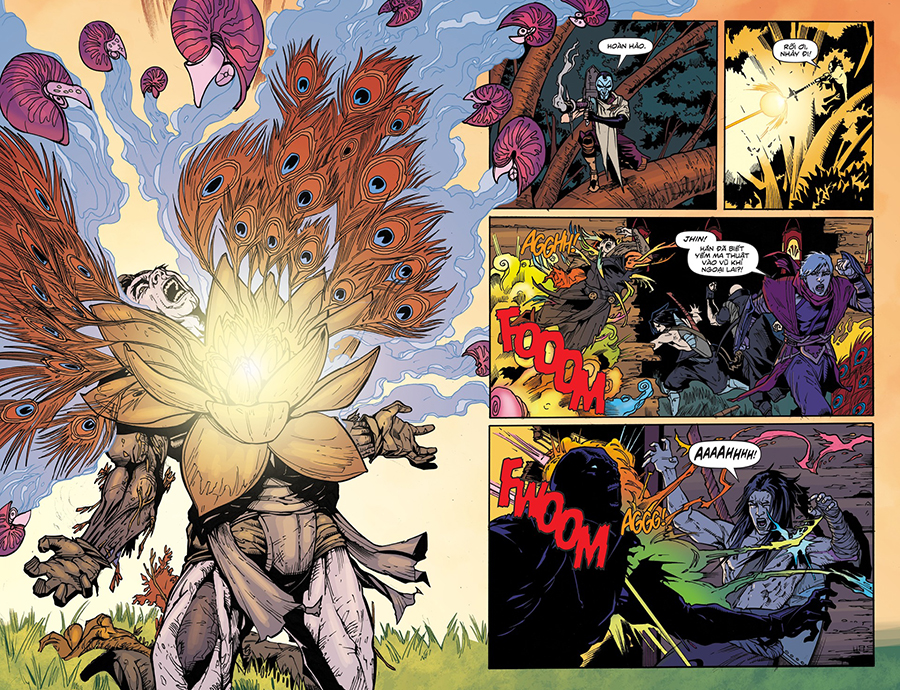 HOÀN HẢO.
RỒI ƠI,
NHẢY ĐI!
AGGHH!
JHIN!
HẮN ĐÃ BIẾT
YỂM MA THUẬT
VÀO VŨ KHÍ
NGOẠI LAI?!
FOOOOM
AAAAHHHH!
FWOOM
AGGG!